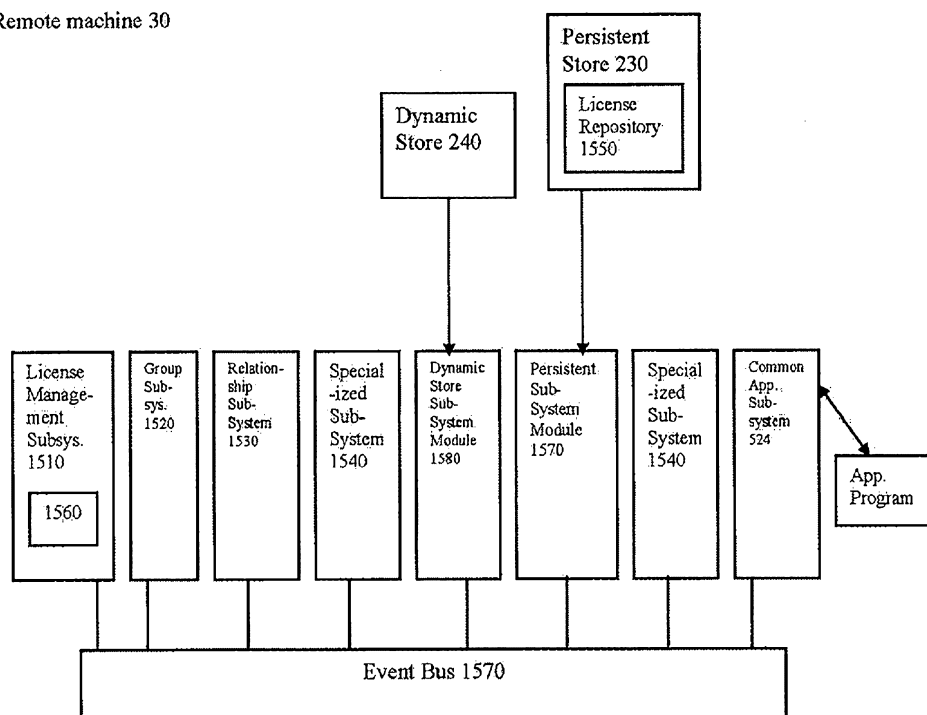 Remote machine 30
Persistent
Store 230
License
Repository
1550
Dynamic
Store 240
License
Manage-
ment
Subsys.
1510
1560
Group
Sub-
sys.
1520
Relation-
ship
Sub-
System
1530
Special
-ized
Sub-
System
1540
Dynamic
Store
Sub-
System
Module
1580
Persistent
Sub-
System
Module
1570
Special
-ized
Sub-
System
1540
Common
App.
Sub-
system
524
App.
Program
Event Bus 1570